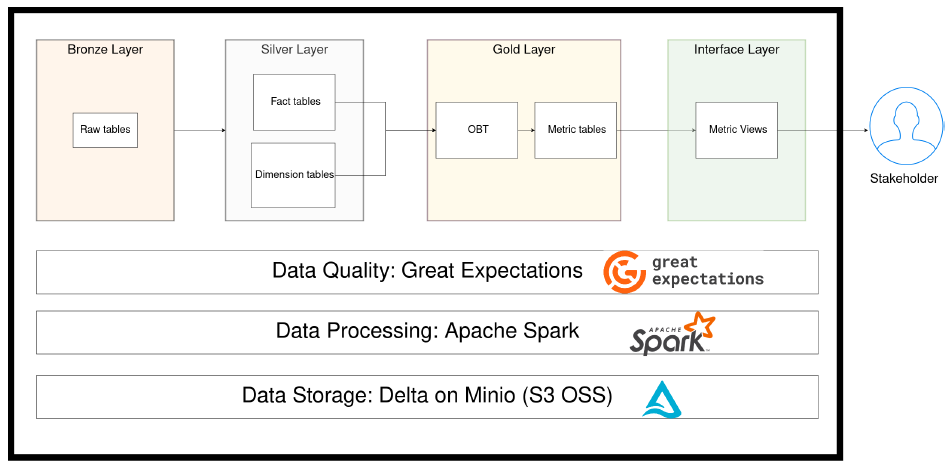 Bronze Layer
Silver Layer
Gold Layer
Interface Layer
Raw tables
Fact tables
Dimension tables
OBT
Metric tables
Metric Views
Stakeholder
Data Quality: Great Expectations
great
expectations
Data Processing: Apache Spark
APACHE
Spark
Data Storage: Delta on Minio (S3 OSS)